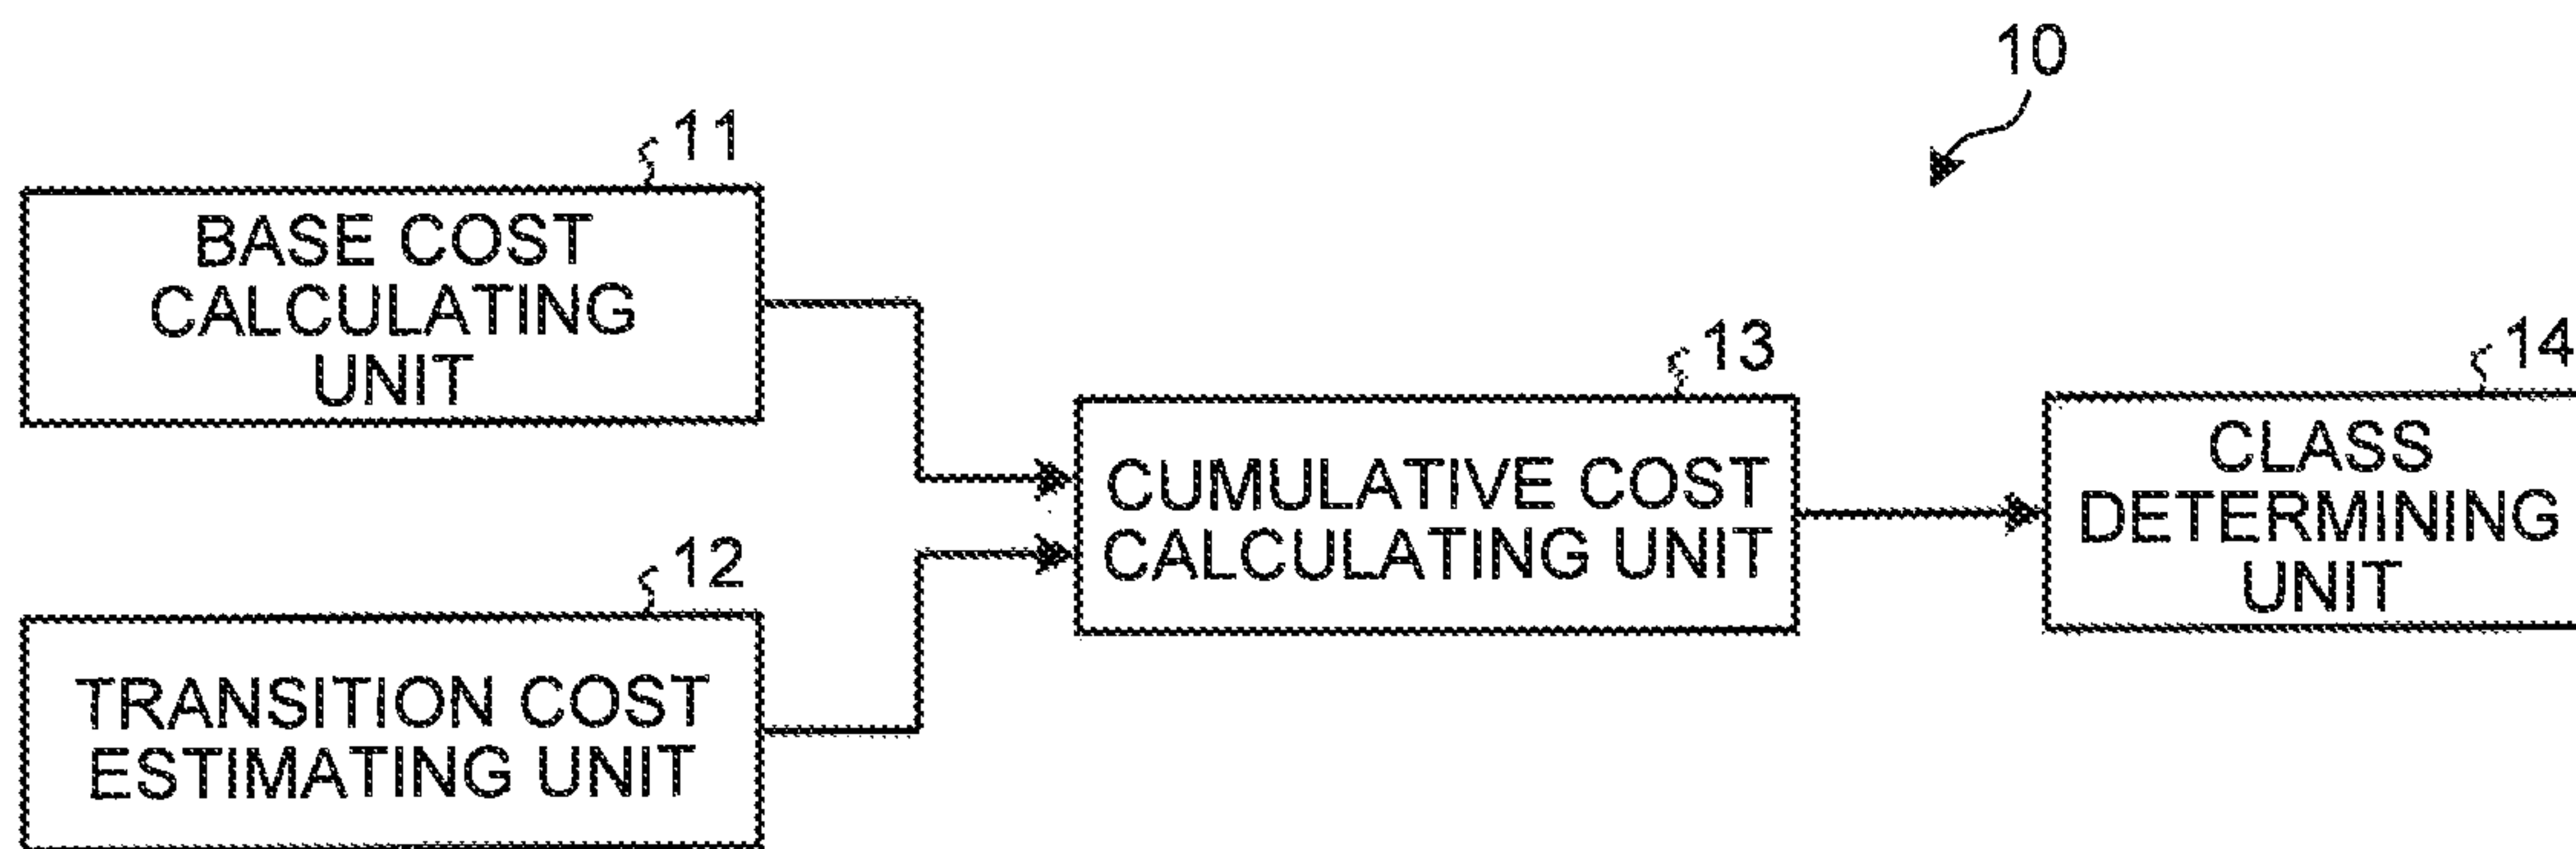 10
11
BASE COST
CALCULATING
UNIT
12
TRANSITION COST
ESTIMATING UNIT
13
CUMULATIVE COST
CALCULATING UNIT
14
CLASS
DETERMINING
UNIT